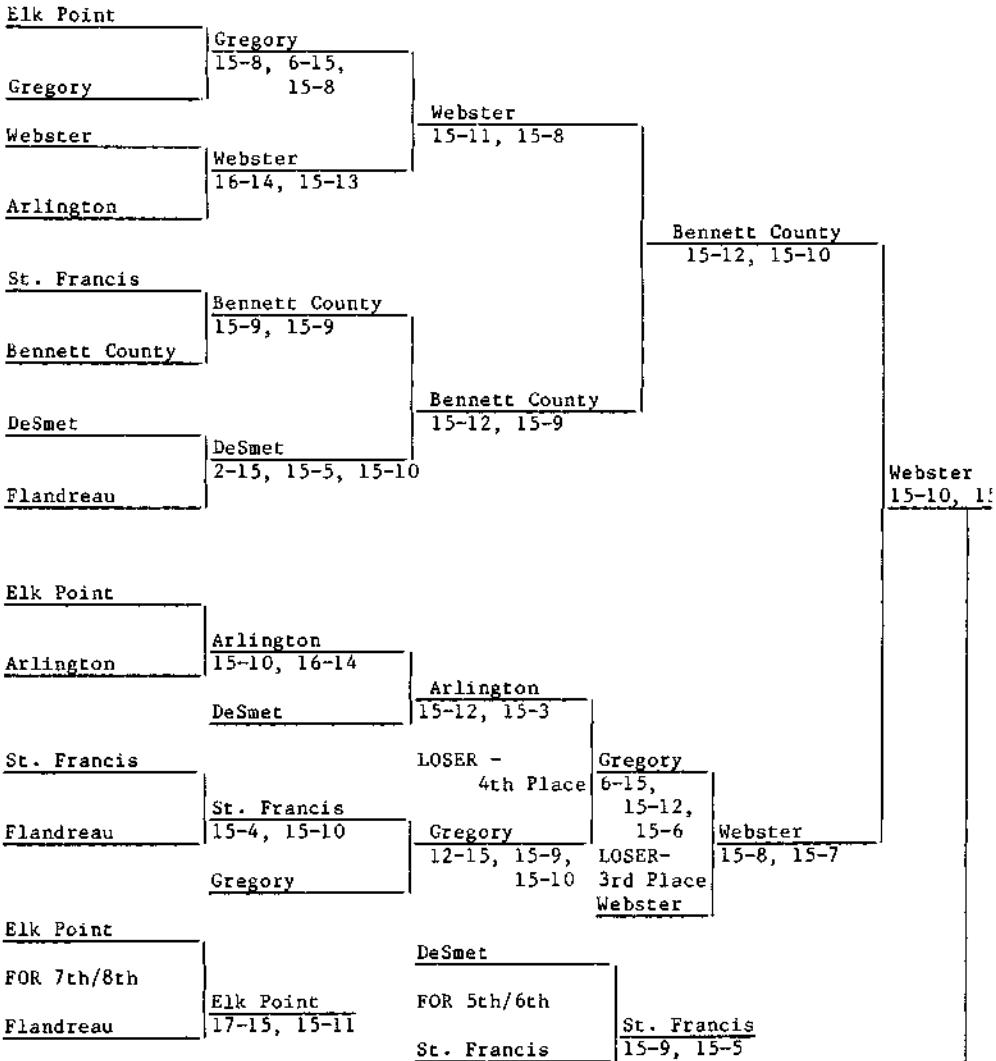 Elk Point
Gregory
15-8, 6-15,
15-8
Gregory
Webster
15-11, 15-8
Webster
Webster
16-14, 15-13
Arlington
Bennett County
15-12, 15-10
St. Francis
Bennett County
15-9, 15-9
Bennett County
Bennett County
15-12, 15-9
DeSmet
DeSmet
2-15, 15-5, 15-10
Flandreau
Webster
15-10,
Elk Point
Arlington
15-10, 16-14
Arlington
Arlington
15-12, 15-3
DeSmet
St. Francis
LOSER -
4th Place
Gregory
6-15,
15-12,
15-6
St. Francis
15-4, 15-10
Flandreau
Gregory
12-15, 15-9,
15-10
Webster
15-8, 15-7
LOSER-
3rd Place
Gregory
Webster
Elk Point
FOR 7th/8th
Elk Point
17-15, 15-11
Flandreau
DeSmet
FOR 5th/6th
St. Francis
15-9, 15-5
St. Francis